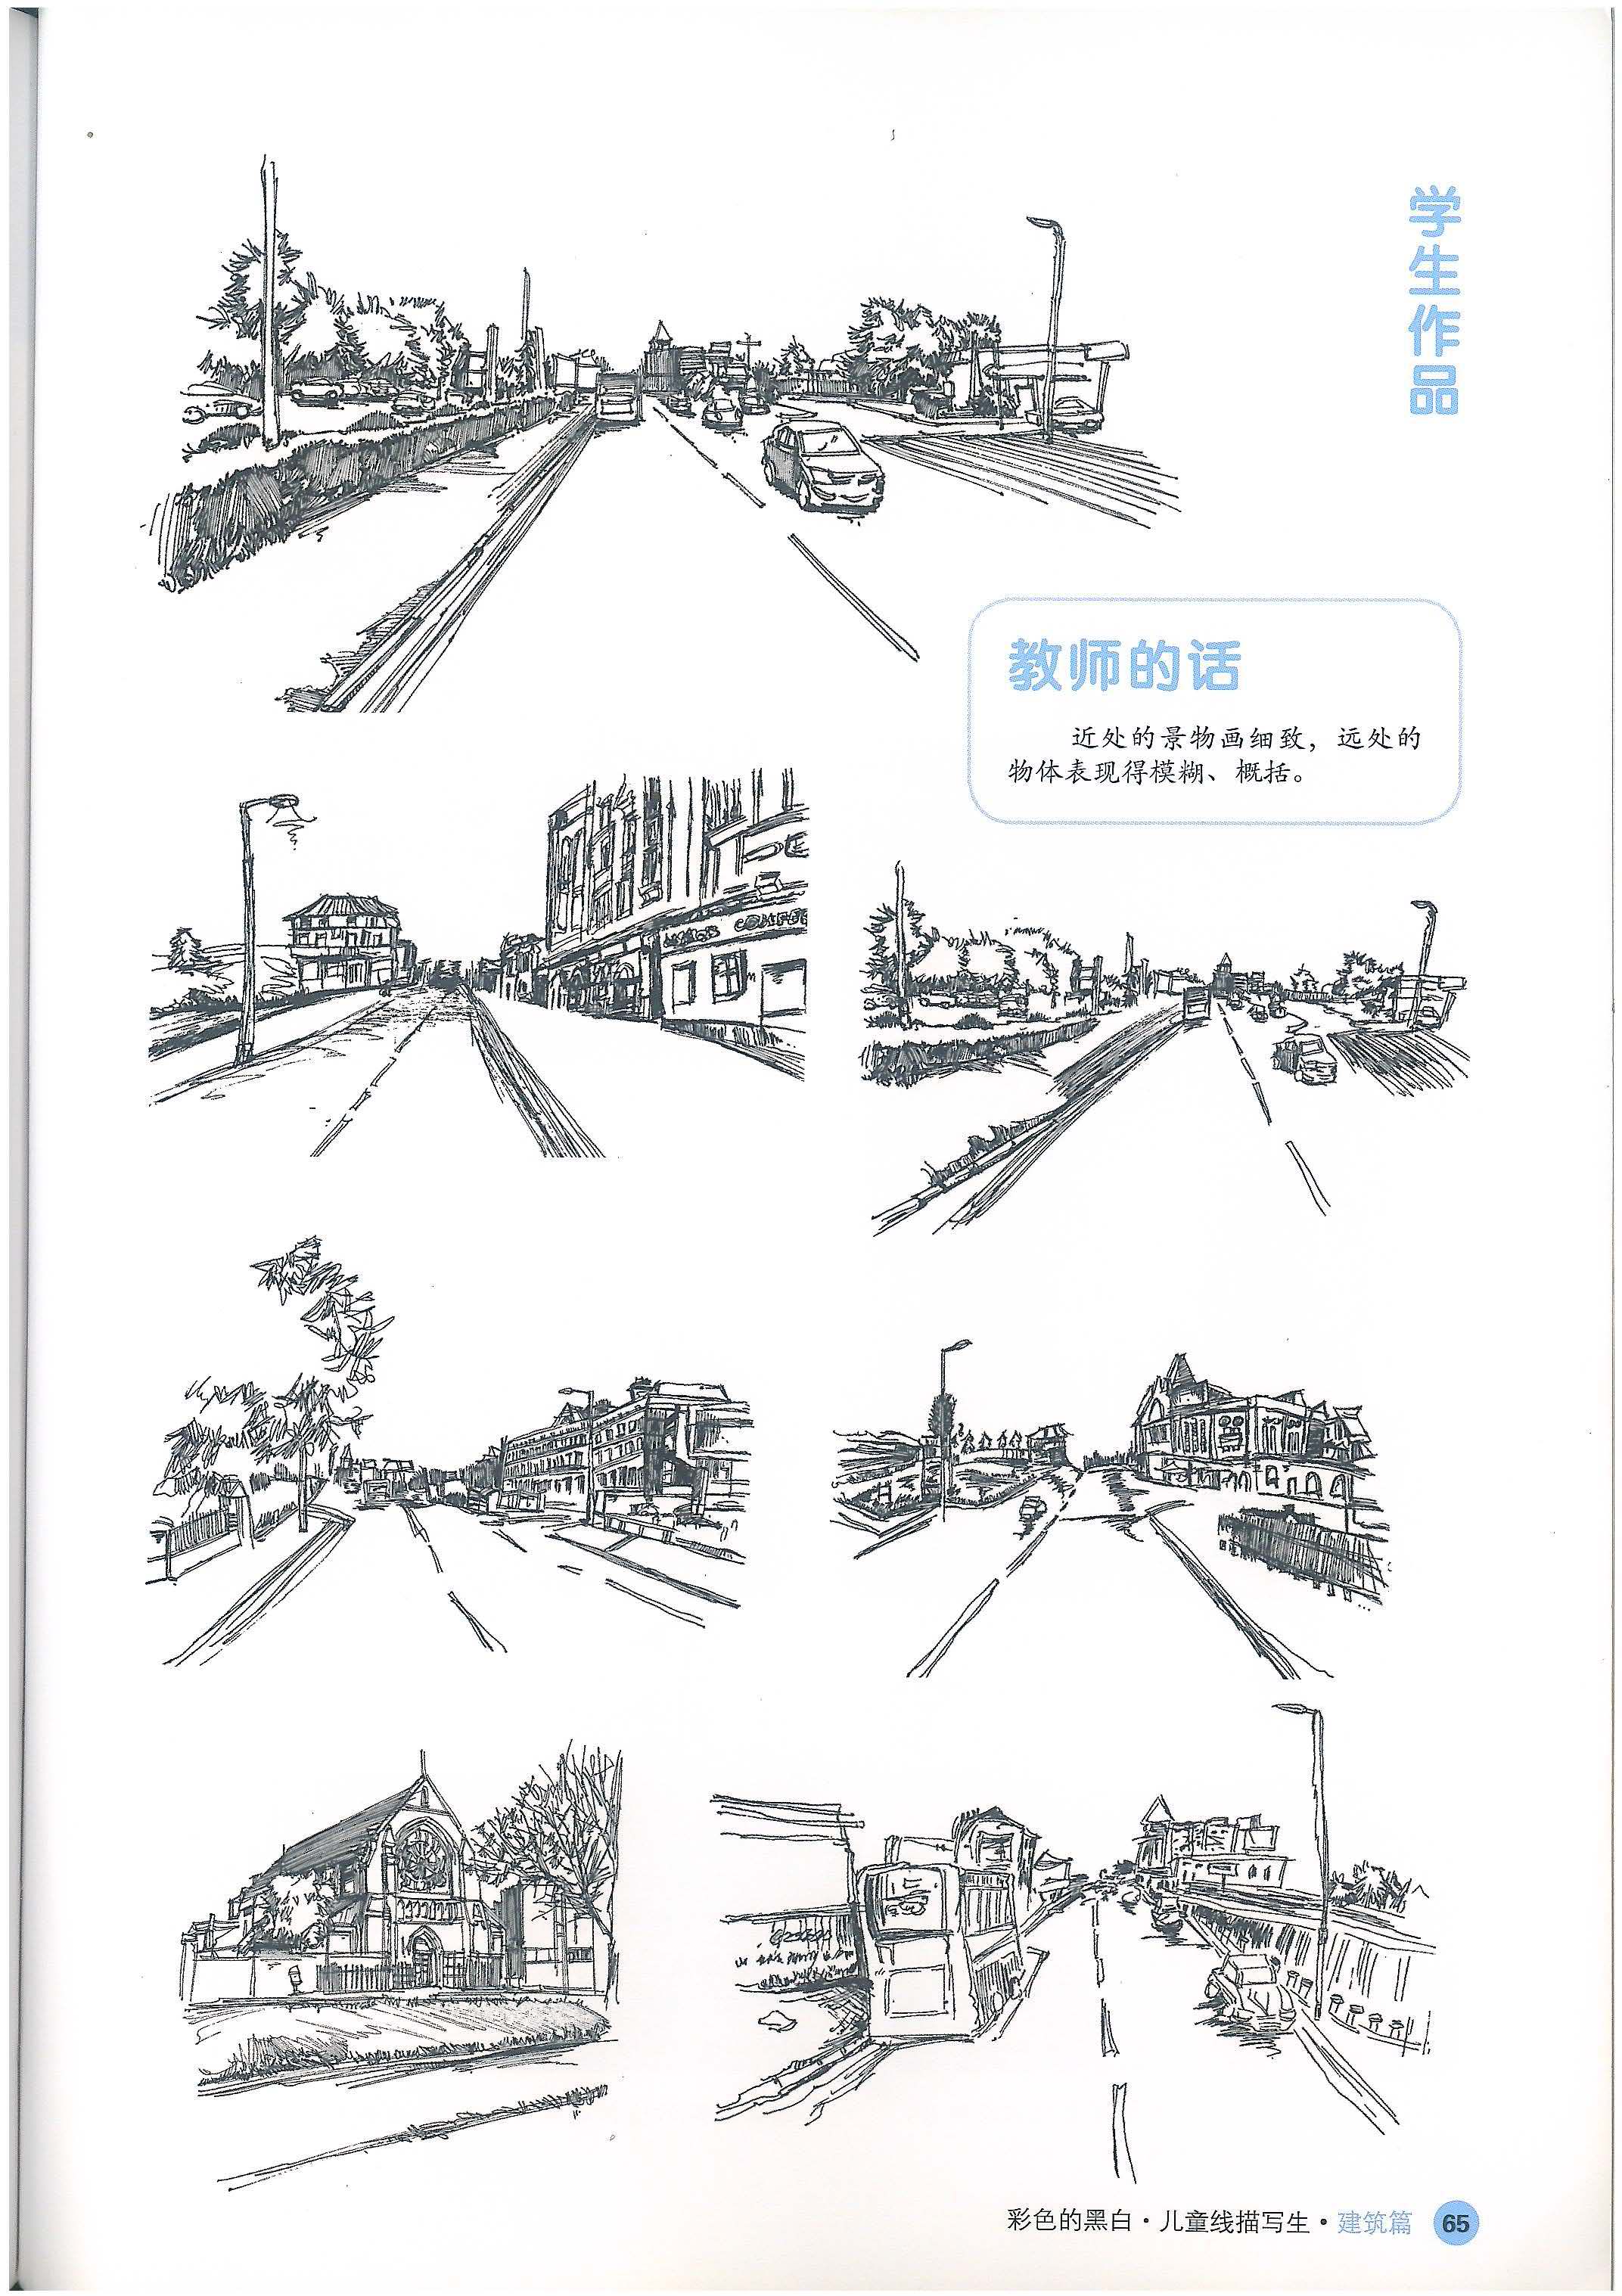 学生作品
教师的话
近处的景物画细致，远处的
物体表现得模糊、概括。
彩色的黑白·儿童线描写生·建筑篇 65